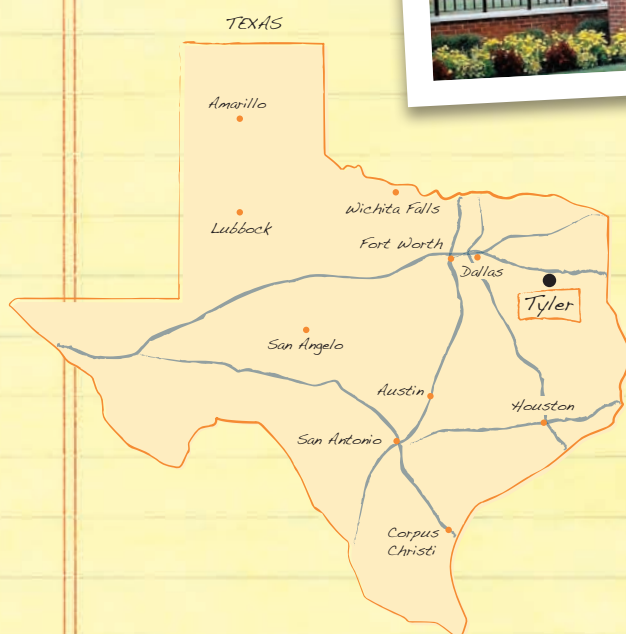 TEXAS
Amarillo
Lubbock
Wichita Falls
Fort Worth
Dallas
Tyler
San Angelo
Austin
Houston
San Antonio
Corpus
Christi